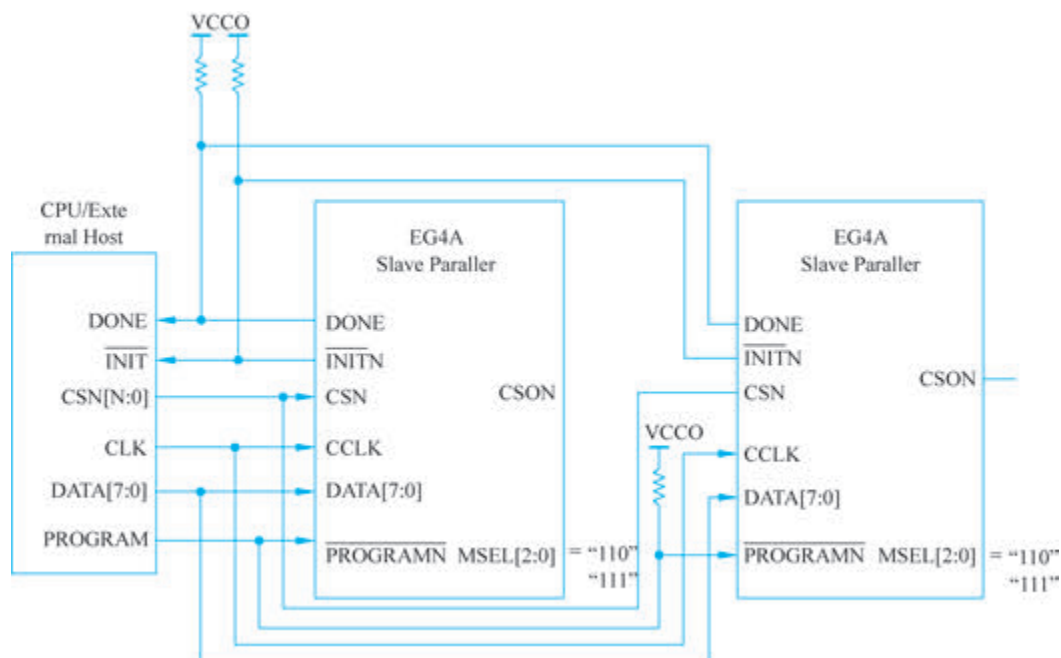 VCCO
CPU/Exte
rnal Host
DONE
INIT
CSN[N:0]
CLK
DATA[7:0]
PROGRAM
EG4A
Slave Paraller
DONE
INITN
CSN
CSON
CCLK
DATA[7:0]
PROGRAMN MSEL[2:0] = “110”
“111”
VCCO
EG4A
Slave Paraller
DONE
INITN
CSON
CSN
CCLK
DATA[7:0]
PROGRAMN MSEL[2:0] = “110”
“111”